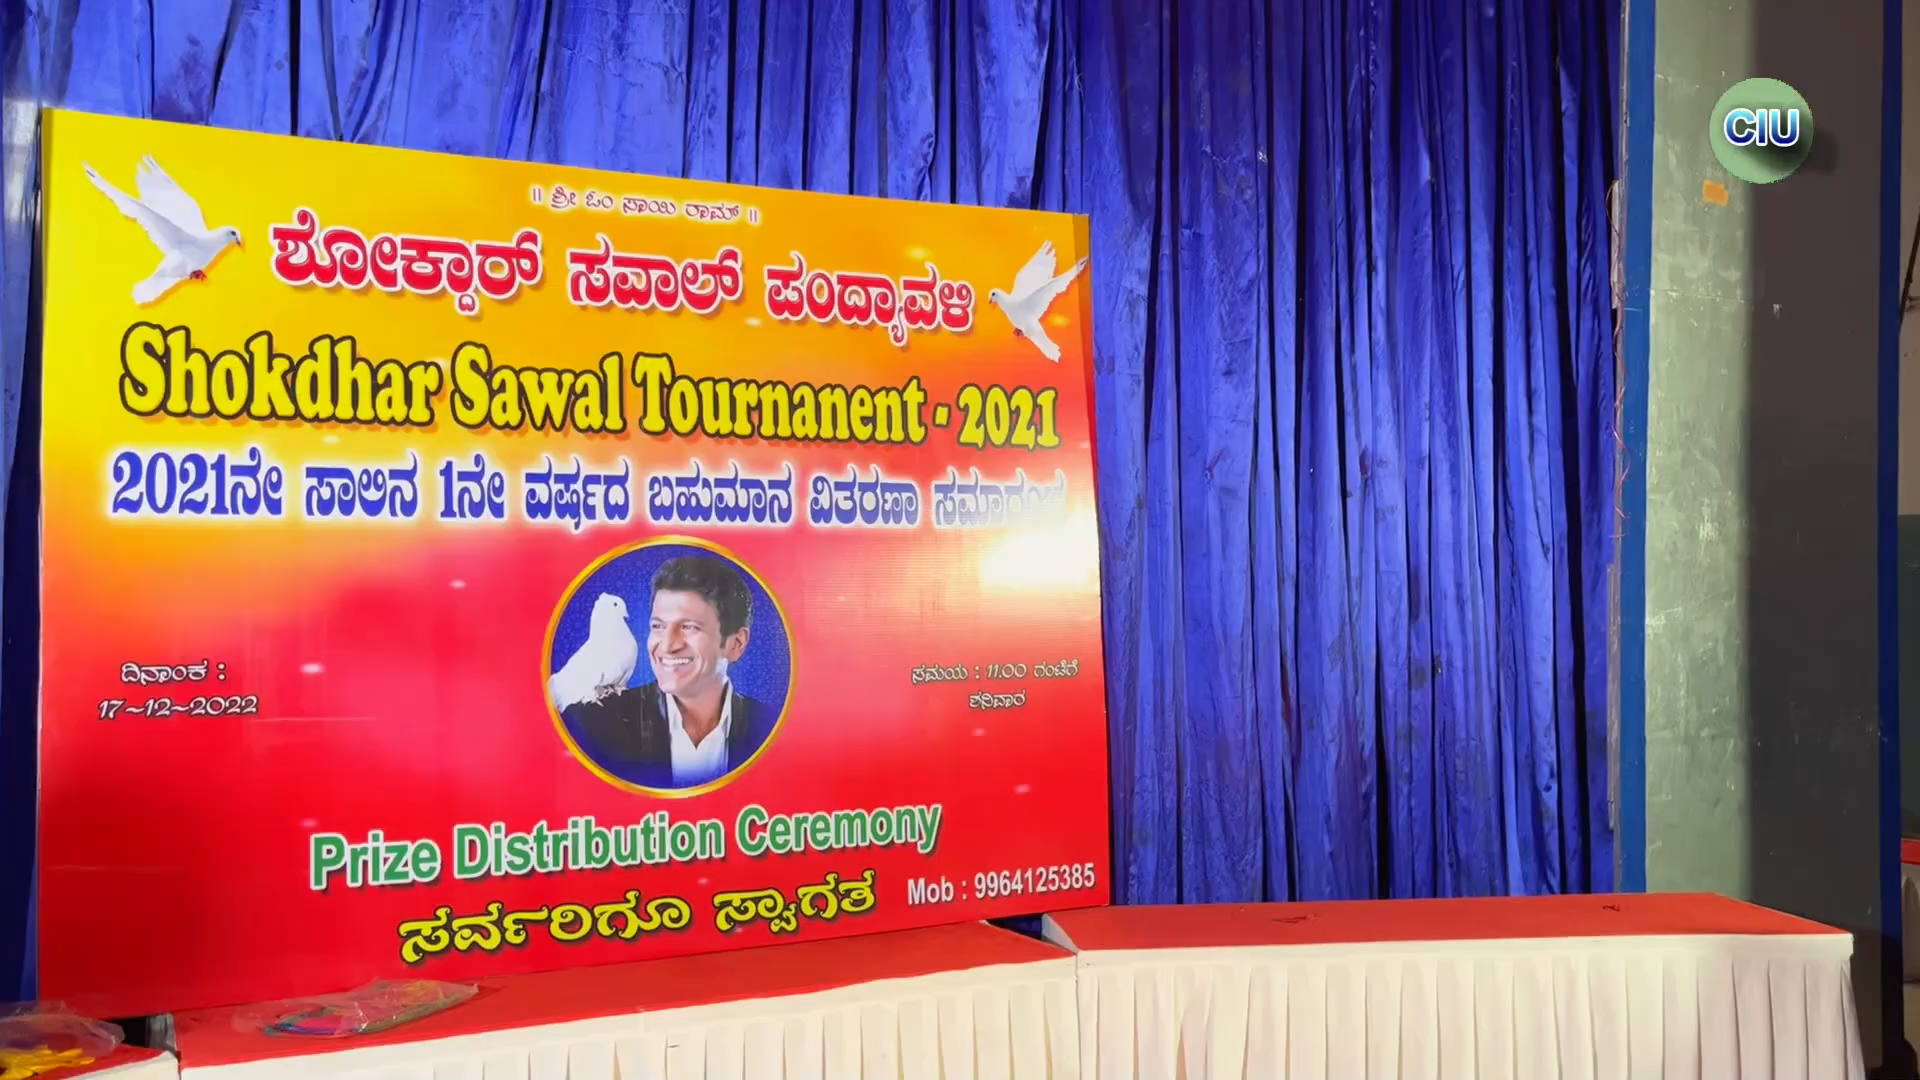 ॥ ಶ್ರೀ ಓಂ ಸಾಯಿ ರಾಮ್ ॥
ಶೋಕ್ದಾರ್ ಸವಾಲ್ ಪಂದ್ಯಾವಳಿ
Shokdhar Sawal Tournanent - 2021
2021ನೇ ಸಾಲಿನ 1ನೇ ವರ್ಷದ ಬಹುಮಾನ ವಿತರಣಾ ಸಮಾರಂಭ
ದಿನಾಂಕ :
17-12-2022
ಸಮಯ : 11.00 ಗಂಟೆಗೆ
ಶನಿವಾರ
Prize Distribution Ceremony
ಸರ್ವರಿಗೂ ಸ್ವಾಗತ
Mob : 9964125385
CIU